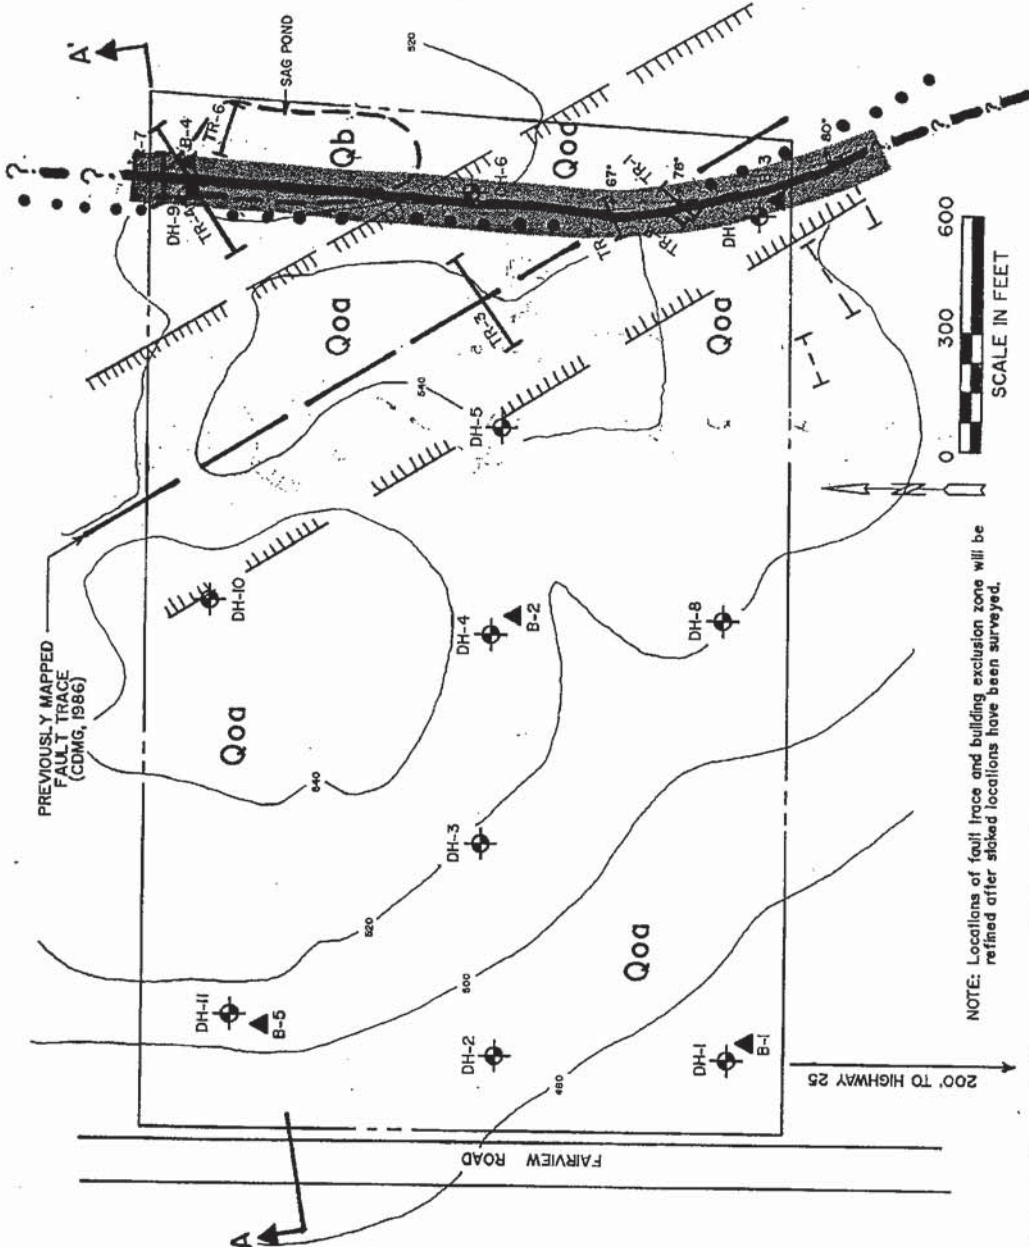 A'
SAG POND
520
?
?
TR-7
B-4
TR-6
DH-9
TR-4
Qb
DH-6
Qoa
67°
TR-1
78°
80°
?
TR-3
Qoa
540
DH-5
Qoa
PREVIOUSLY MAPPED
FAULT TRACE
(CDMG, 1986)
DH-10
DH-4
B-2
DH-8
Qoa
DH-3
520
500
480
Qoa
DH-11
B-5
DH-2
DH-1
B-1
A
FAIRVIEW ROAD
200' TO HIGHWAY 25
0 300 600
SCALE IN FEET
N
NOTE: Locations of fault trace and building exclusion zone will be
refined after staked locations have been surveyed.